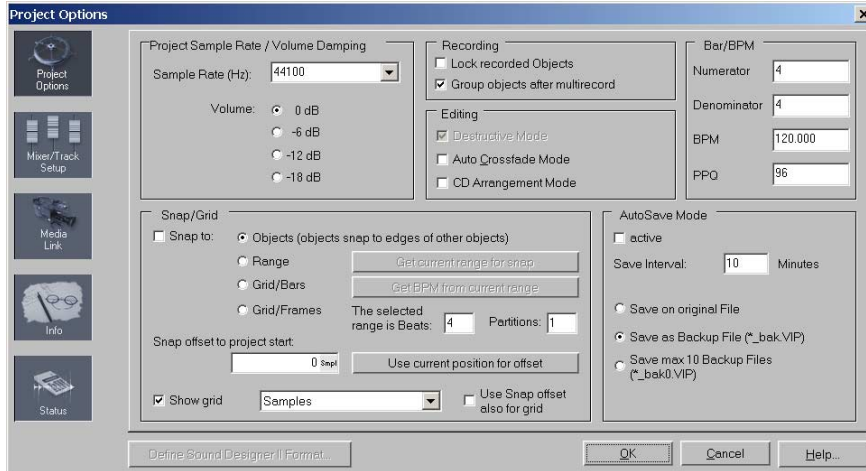 Project Options
Project
Options
Mixer/Track
Setup
Media
Link
Info
Status
Project Sample Rate / Volume Damping
Sample Rate (Hz): 44100
Volume: 0 dB
-6 dB
-12 dB
-18 dB
Recording
Lock recorded Objects
Group objects after multirecord
Editing
Destructive Mode
Auto Crossfade Mode
CD Arrangement Mode
Bar/BPM
Numerator 4
Denominator 4
BPM 120.000
PPQ 96
Snap/Grid
Snap to: Objects (objects snap to edges of other objects)
Range Get current range for snap
Grid/Bars Get BPM from current range
Grid/Frames The selected
range is Beats: 4 Partitions: 1
Snap offset to project start:
0 Smpl Use current position for offset
Show grid Samples Use Snap offset
also for grid
AutoSave Mode
active
Save Interval: 10 Minutes
Save on original File
Save as Backup File (*_bak.VIP)
Save max 10 Backup Files
(*_bak0.VIP)
Define Sound Designer II Format... OK Cancel Help...